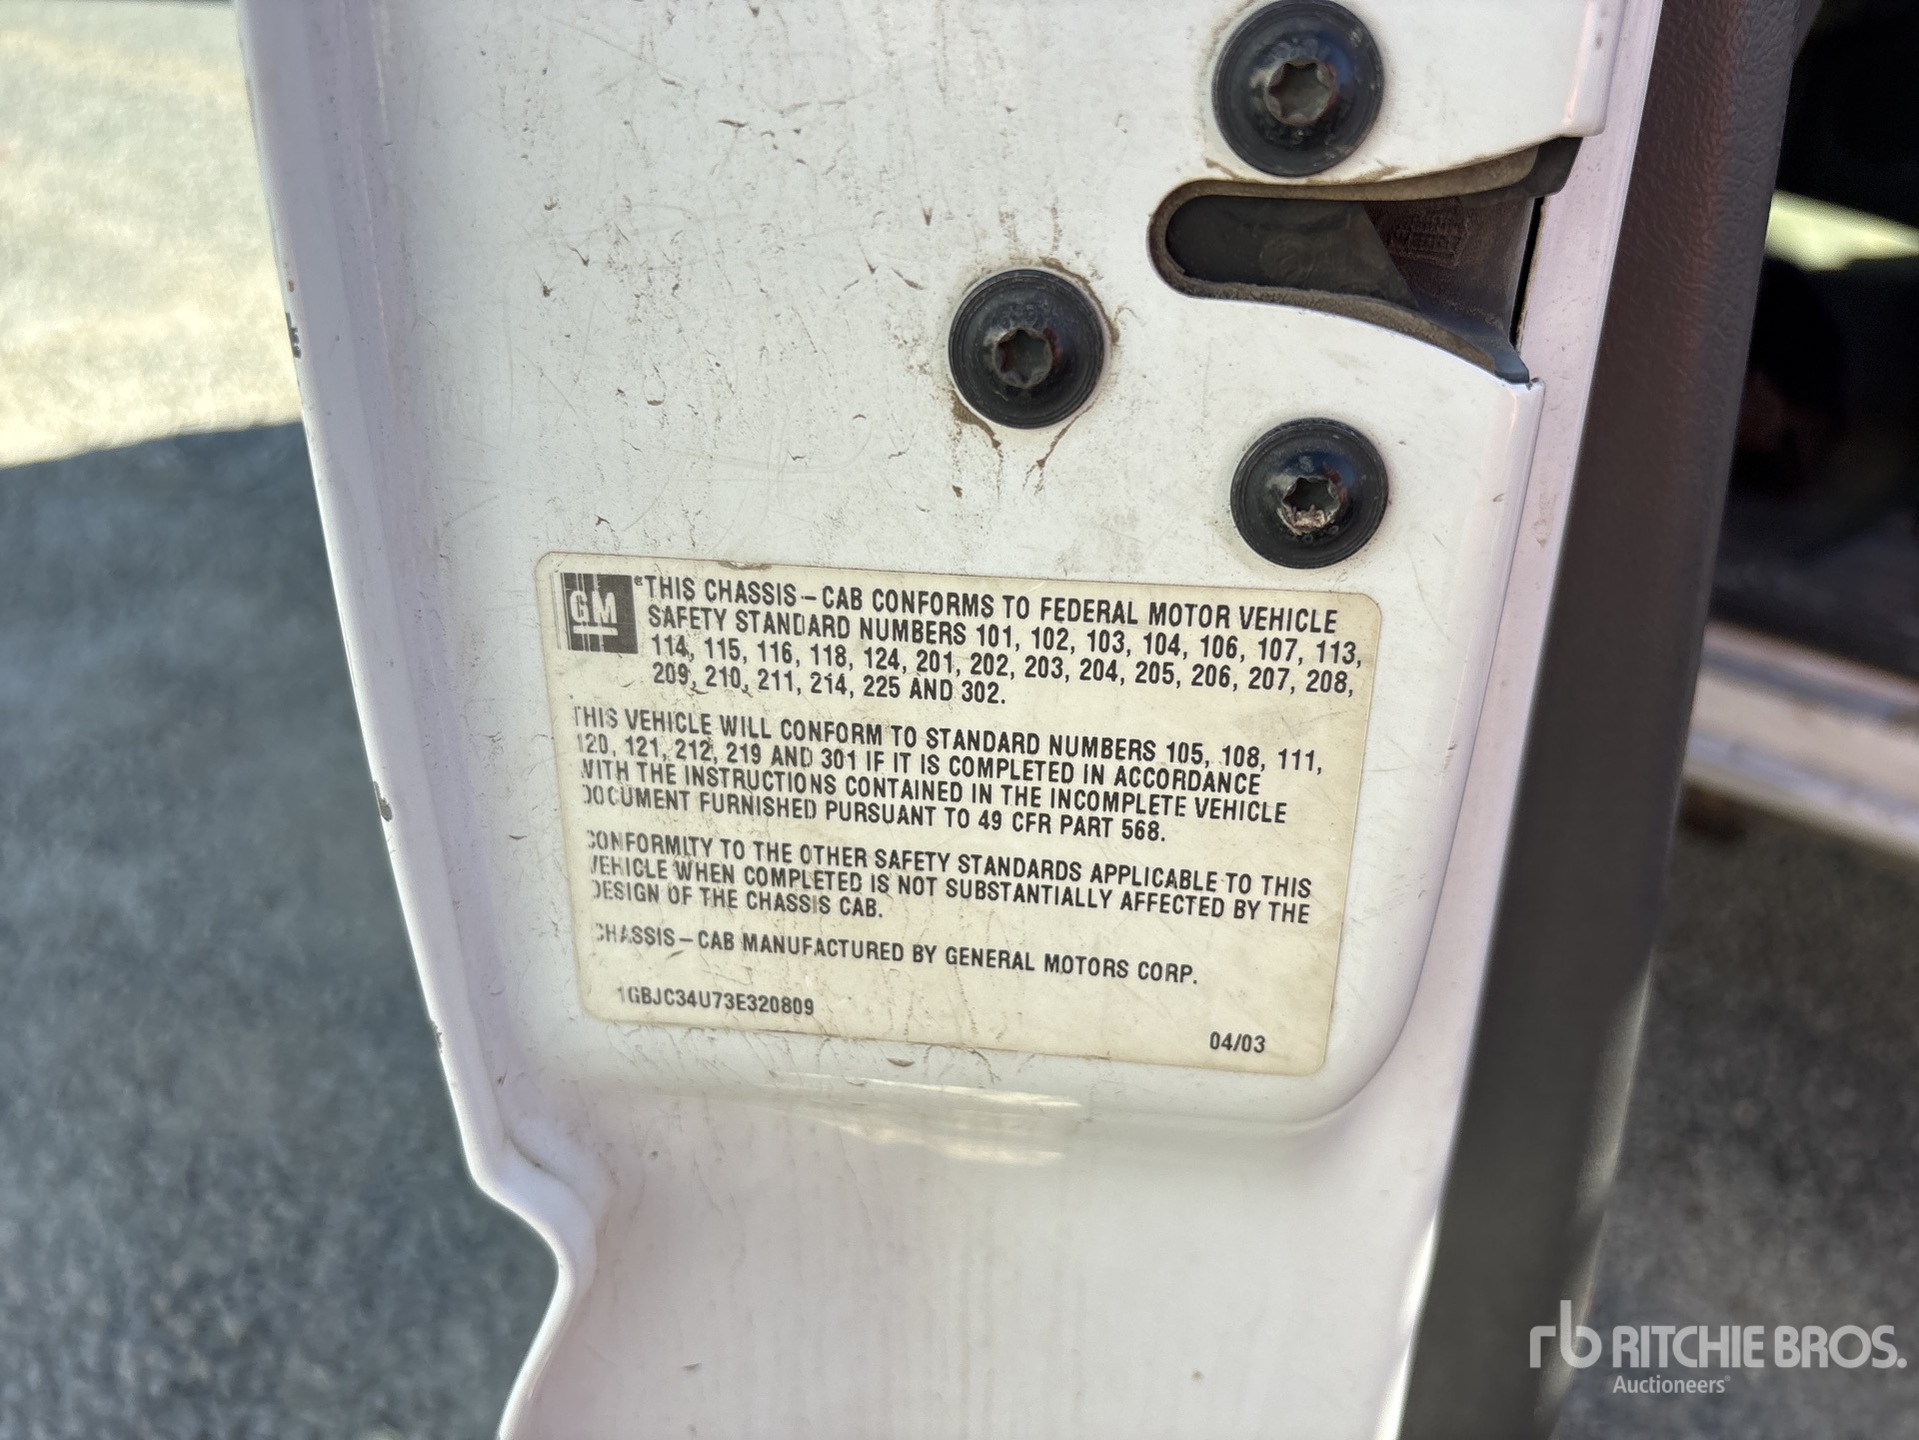 GM
® THIS CHASSIS – CAB CONFORMS TO FEDERAL MOTOR VEHICLE
SAFETY STANDARD NUMBERS 101, 102, 103, 104, 106, 107, 113,
114, 115, 116, 118, 124, 201, 202, 203, 204, 205, 206, 207, 208,
209, 210, 211, 214, 225 AND 302.
THIS VEHICLE WILL CONFORM TO STANDARD NUMBERS 105, 108, 111,
120, 121, 212, 219 AND 301 IF IT IS COMPLETED IN ACCORDANCE
WITH THE INSTRUCTIONS CONTAINED IN THE INCOMPLETE VEHICLE
DOCUMENT FURNISHED PURSUANT TO 49 CFR PART 568.
CONFORMITY TO THE OTHER SAFETY STANDARDS APPLICABLE TO THIS
VEHICLE WHEN COMPLETED IS NOT SUBSTANTIALLY AFFECTED BY THE
DESIGN OF THE CHASSIS CAB.
CHASSIS – CAB MANUFACTURED BY GENERAL MOTORS CORP.
1GBJC34U73E320809
04/03
rb RITCHIE BROS.
Auctioneers®